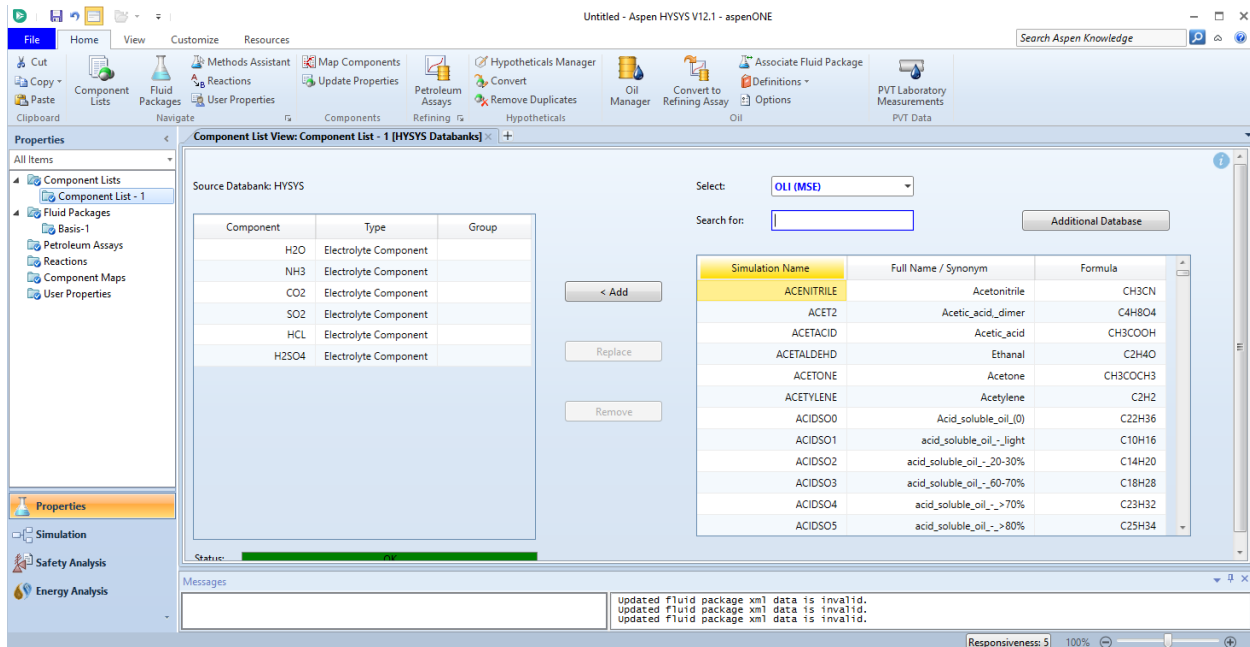 Untitled - Aspen HYSYS V12.1 - aspenONE
File Home View Customize Resources Search Aspen Knowledge
Cut
Copy
Paste
Clipboard
Component Lists
Fluid Packages
Methods Assistant
Reactions
User Properties
Navigate
Map Components
Update Properties
Components
Petroleum Assays
Refining
Hypotheticals Manager
Convert
Remove Duplicates
Hypotheticals
Oil Manager
Convert to Refining Assay
Associate Fluid Package
Definitions
Options
Oil
PVT Laboratory Measurements
PVT Data
Properties
All Items
Component Lists
Component List - 1
Fluid Packages
Basis-1
Petroleum Assays
Reactions
Component Maps
User Properties
Properties
Simulation
Safety Analysis
Energy Analysis
Component List View: Component List - 1 [HYSYS Databanks] +
Source Databank: HYSYS
Component Type Group
H2O Electrolyte Component
NH3 Electrolyte Component
CO2 Electrolyte Component
SO2 Electrolyte Component
HCL Electrolyte Component
H2SO4 Electrolyte Component
Status: OK
< Add
Replace
Remove
Select: OLI (MSE)
Search for:
Additional Database
Simulation Name Full Name / Synonym Formula
ACENITRILE Acetonitrile CH3CN
ACET2 Acetic_acid,_dimer C4H8O4
ACETACID Acetic_acid CH3COOH
ACETALDEHD Ethanal C2H4O
ACETONE Acetone CH3COCH3
ACETYLENE Acetylene C2H2
ACIDSO0 Acid_soluble_oil_(0) C22H36
ACIDSO1 acid_soluble_oil_-_light C10H16
ACIDSO2 acid_soluble_oil_-_20-30% C14H20
ACIDSO3 acid_soluble_oil_-_60-70% C18H28
ACIDSO4 acid_soluble_oil_-_>70% C23H32
ACIDSO5 acid_soluble_oil_-_>80% C25H34
Messages
Updated fluid package xml data is invalid.
Updated fluid package xml data is invalid.
Updated fluid package xml data is invalid.
Responsiveness: 5 100%